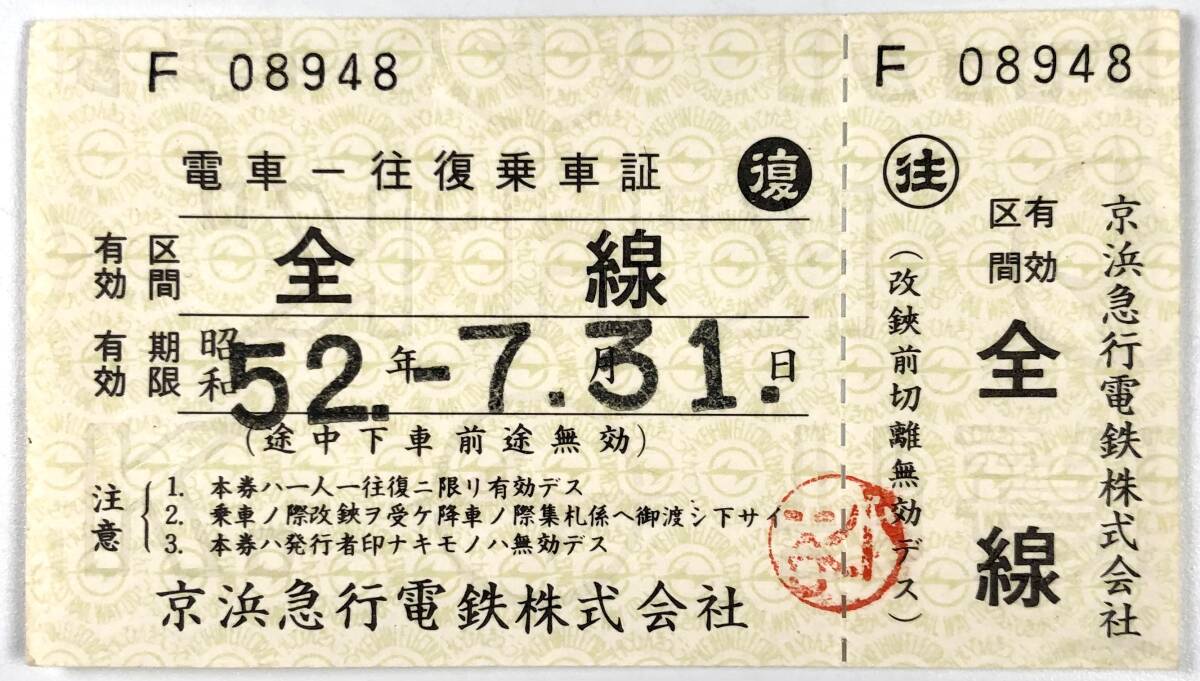 F 08948
電車一往復乗車証 復
有効区間 全線
有効期限 昭和52.年-7.月31.日
(途中下車前途無効)
注意
1. 本券ハ一人一往復ニ限リ有効デス
2. 乗車ノ際改鋏ヲ受ケ降車ノ際集札係ヘ御渡シ下サイ
3. 本券ハ発行者印ナキモノハ無効デス
京浜急行電鉄株式会社
F 08948
往
京浜急行電鉄株式会社
有効区間 全線
(改鋏前切離無効デス)